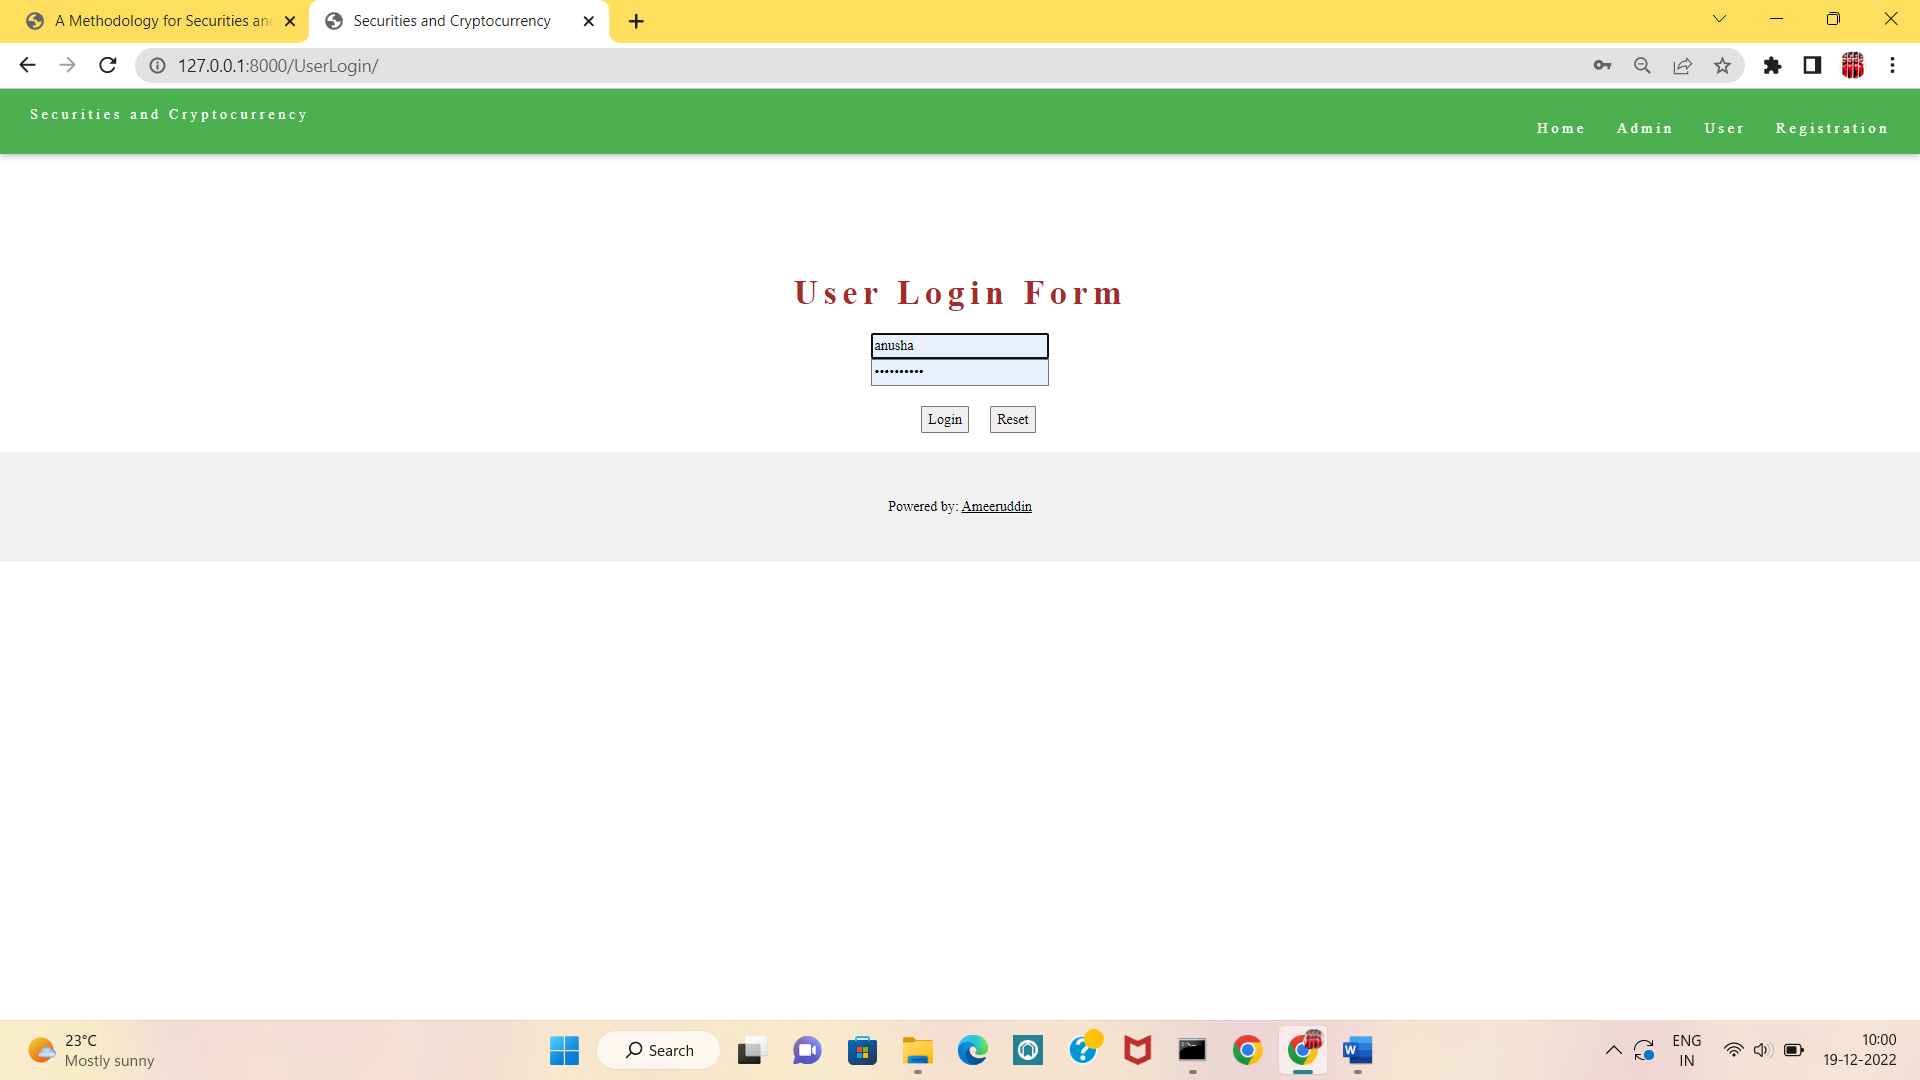 A Methodology for Securities an
Securities and Cryptocurrency
127.0.0.1:8000/UserLogin/
Securities and Cryptocurrency
Home Admin User Registration
User Login Form
anusha
••••••••••
Login Reset
Powered by: Ameeruddin
23°C
Mostly sunny
Search
ENG
IN
10:00
19-12-2022